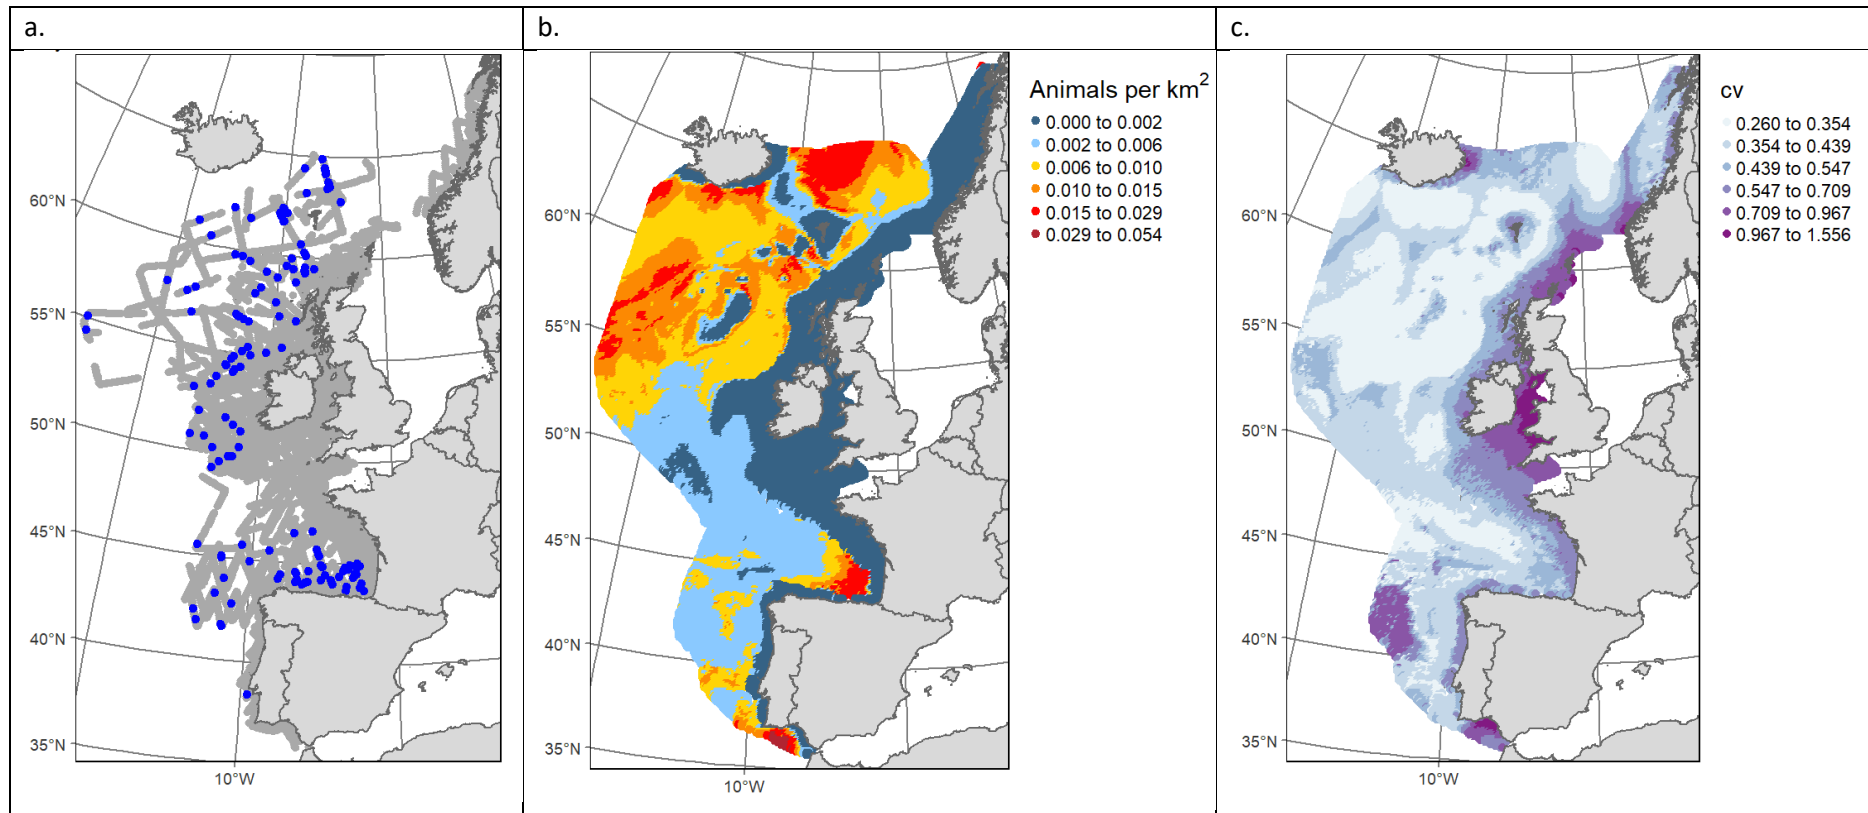 a.
60°N
55°N
50°N
45°N
40°N
35°N
10°W
b.
60°N
55°N
50°N
45°N
40°N
35°N
10°W
Animals per km²
0.000 to 0.002
0.002 to 0.006
0.006 to 0.010
0.010 to 0.015
0.015 to 0.029
0.029 to 0.054
c.
60°N
55°N
50°N
45°N
40°N
35°N
10°W
cv
0.260 to 0.354
0.354 to 0.439
0.439 to 0.547
0.547 to 0.709
0.709 to 0.967
0.967 to 1.556